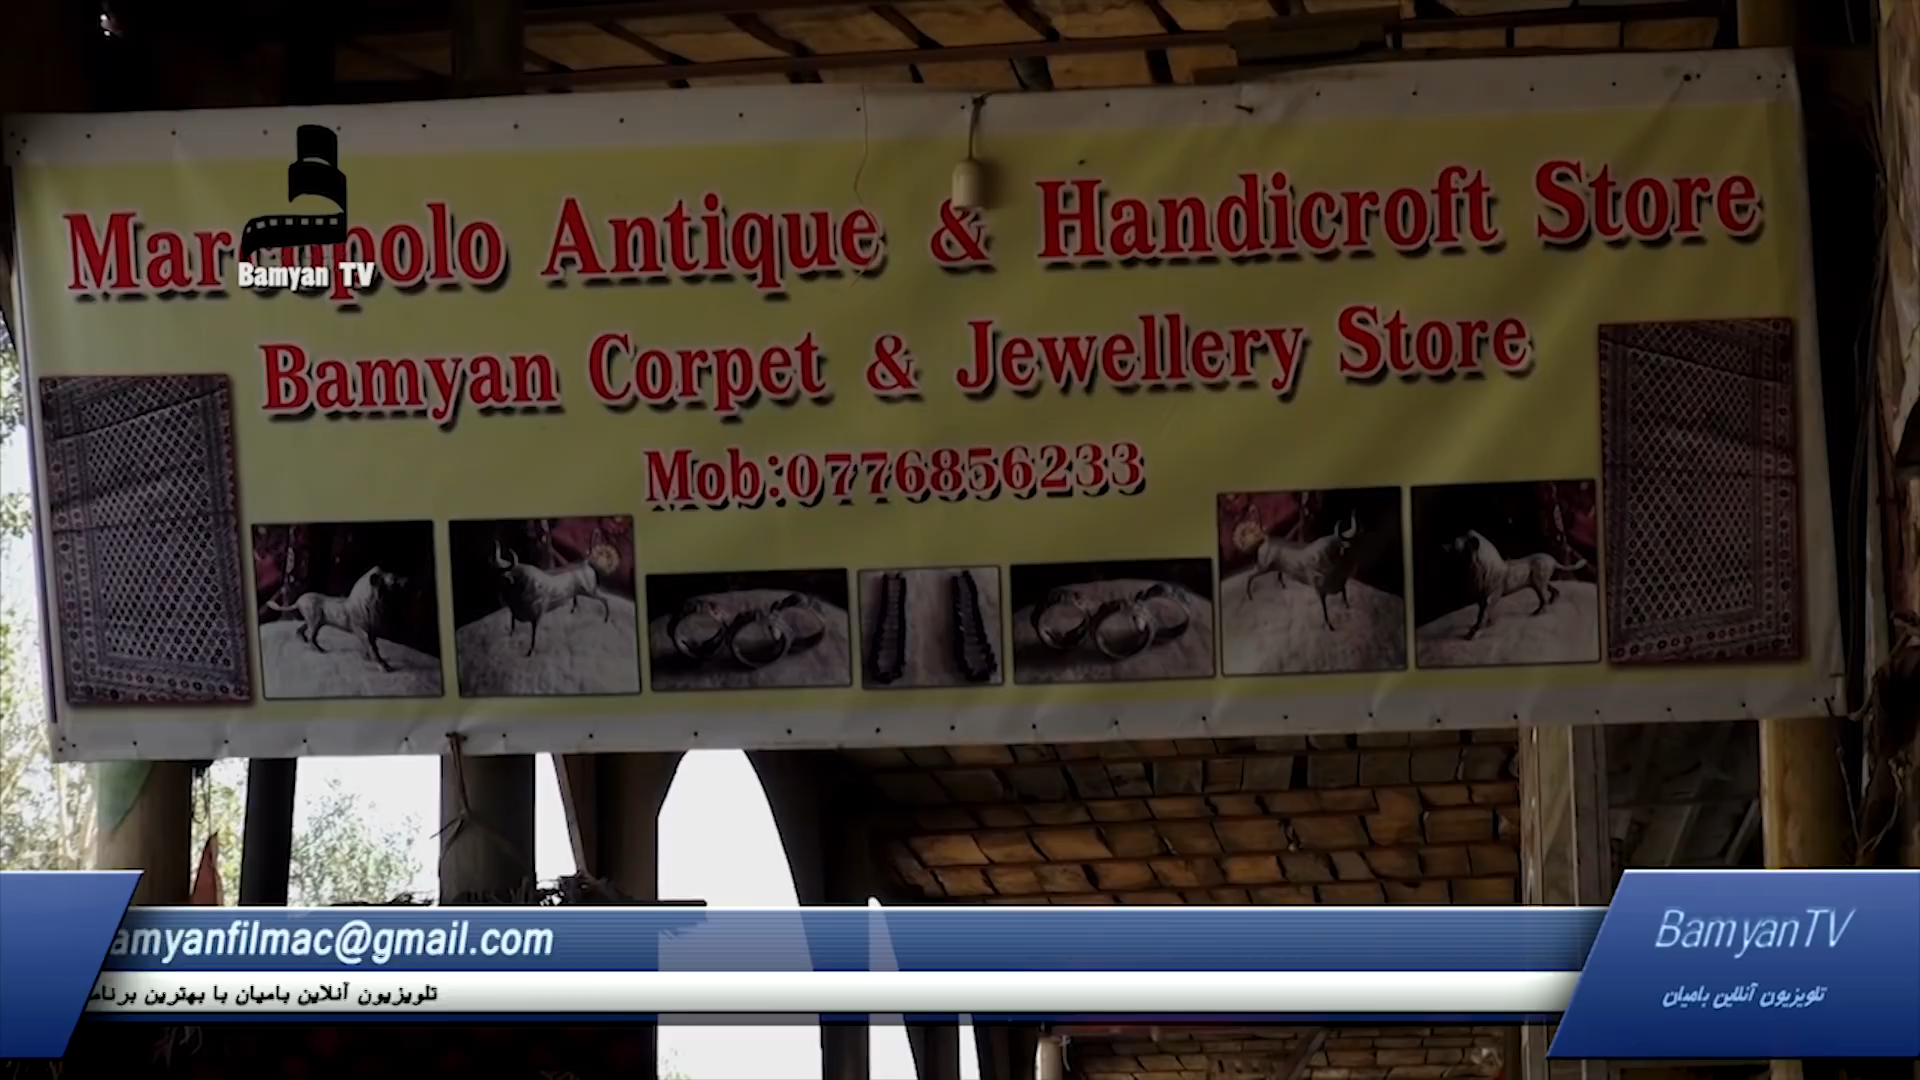 Marcopolo Antique & Handicroft Store
Bamyan TV
Bamyan Corpet & Jewellery Store
Mob:0776856233
amyanfilmac@gmail.com
تلویزیون آنلاین بامیان با بهترین
BamyanTV
تلویزیون آنلاین بامیان